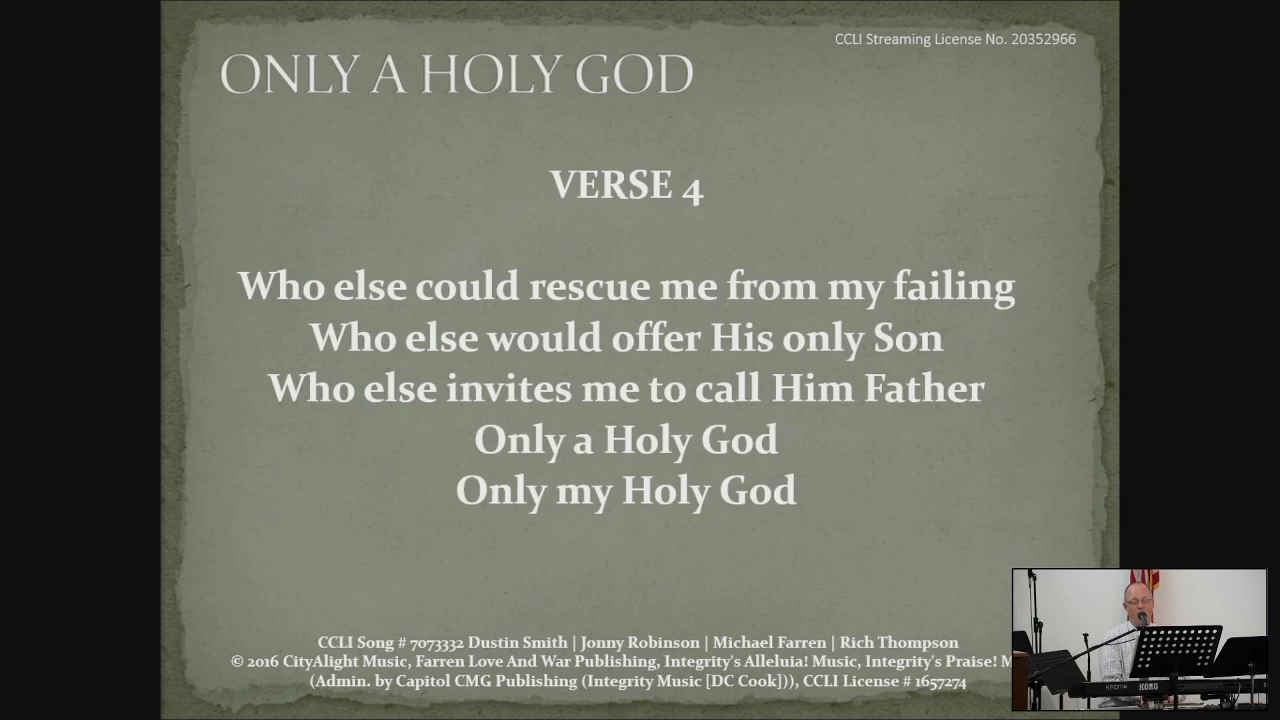 CCLI Streaming License No. 20352966
ONLY A HOLY GOD
VERSE 4
Who else could rescue me from my failing
Who else would offer His only Son
Who else invites me to call Him Father
Only a Holy God
Only my Holy God
CCLI Song # 7073332 Dustin Smith | Jonny Robinson | Michael Farren | Rich Thompson
© 2016 CityAlight Music, Farren Love And War Publishing, Integrity's Alleluia! Music, Integrity's Praise! M
(Admin. by Capitol CMG Publishing (Integrity Music [DC Cook])), CCLI License # 1657274
KROME KORG